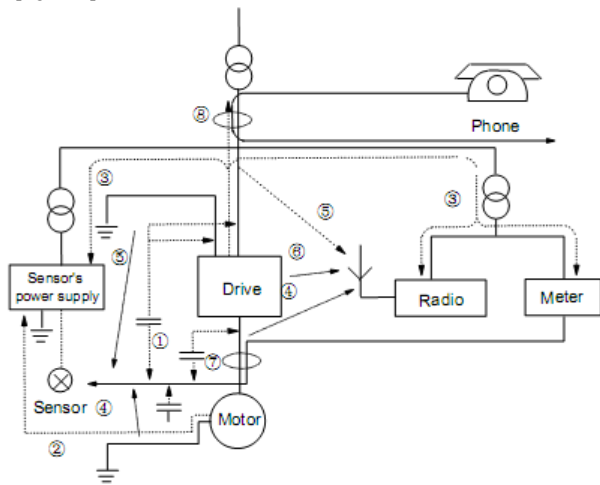 ⑧
Phone
③
③
⑤
⑥
⑤
Sensor's
power supply
Drive
④
Radio
Meter
①
⑦
Sensor
④
Motor
②